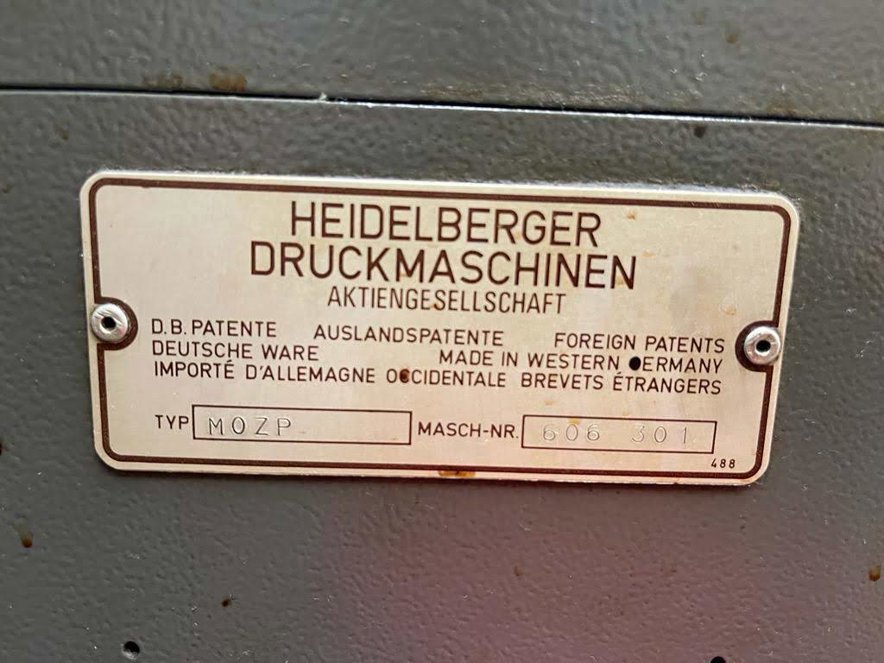 HEIDELBERGER
DRUCKMASCHINEN
AKTIENGESELLSCHAFT
D.B. PATENTE AUSLANDSPATENTE FOREIGN PATENTS
DEUTSCHE WARE MADE IN WESTERN GERMANY
IMPORTÉ D'ALLEMAGNE OCCIDENTALE BREVETS ÉTRANGERS
TYP MOZP MASCH-NR. 606 301
488